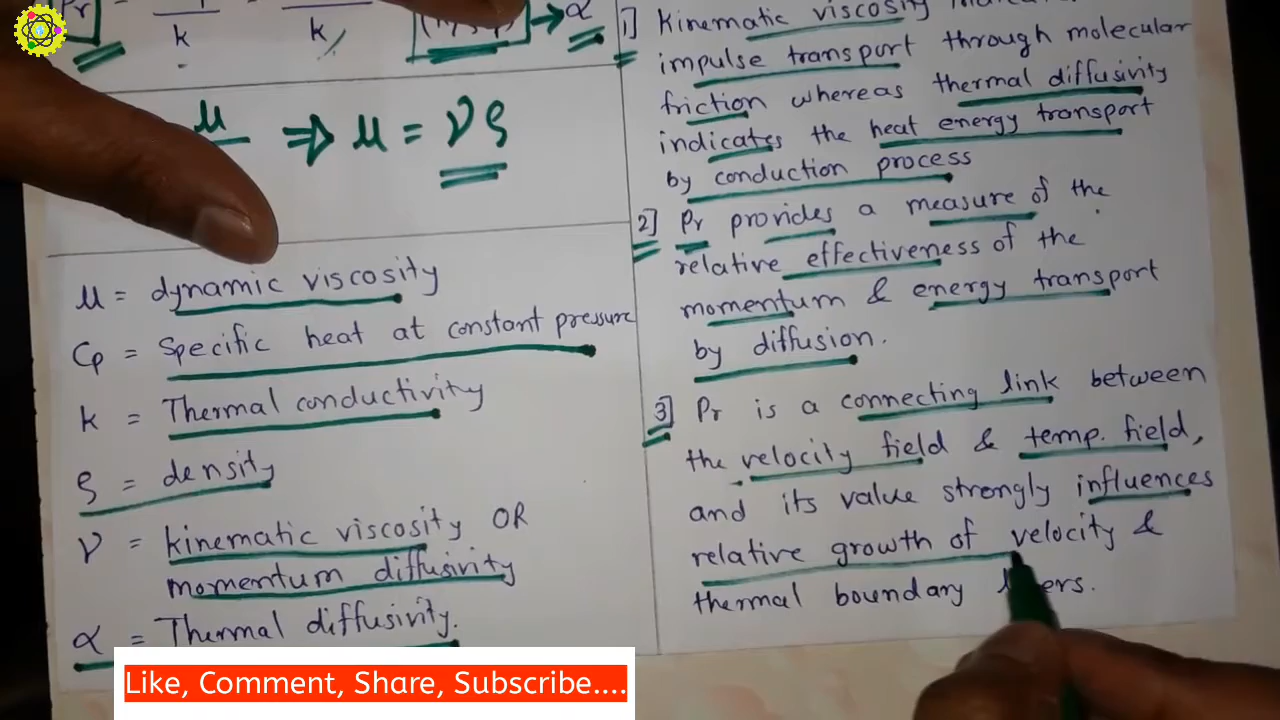 Pr
k
k
→ α
μ ⇒ μ = νρ
μ = dynamic viscosity
Cp = Specific heat at constant pressure
k = Thermal conductivity
ρ = density
ν = kinematic viscosity OR
momentum diffusivity
α = Thermal diffusivity.
1] Kinematic viscosity
impulse transport through molecular
friction whereas thermal diffusivity
indicates the heat energy transport
by conduction process
2] Pr provides a measure of the
relative effectiveness of the
momentum & energy transport
by diffusion.
3] Pr is a connecting link between
the velocity field & temp. field,
and its value strongly influences
relative growth of velocity &
thermal boundary
Like, Comment, Share, Subscribe....